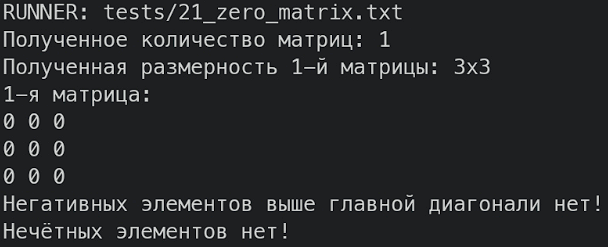 RUNNER: tests/21_zero_matrix.txt
Полученное количество матриц: 1
Полученная размерность 1-й матрицы: 3x3
1-я матрица:
0 0 0
0 0 0
0 0 0
Негативных элементов выше главной диагонали нет!
Нечётных элементов нет!